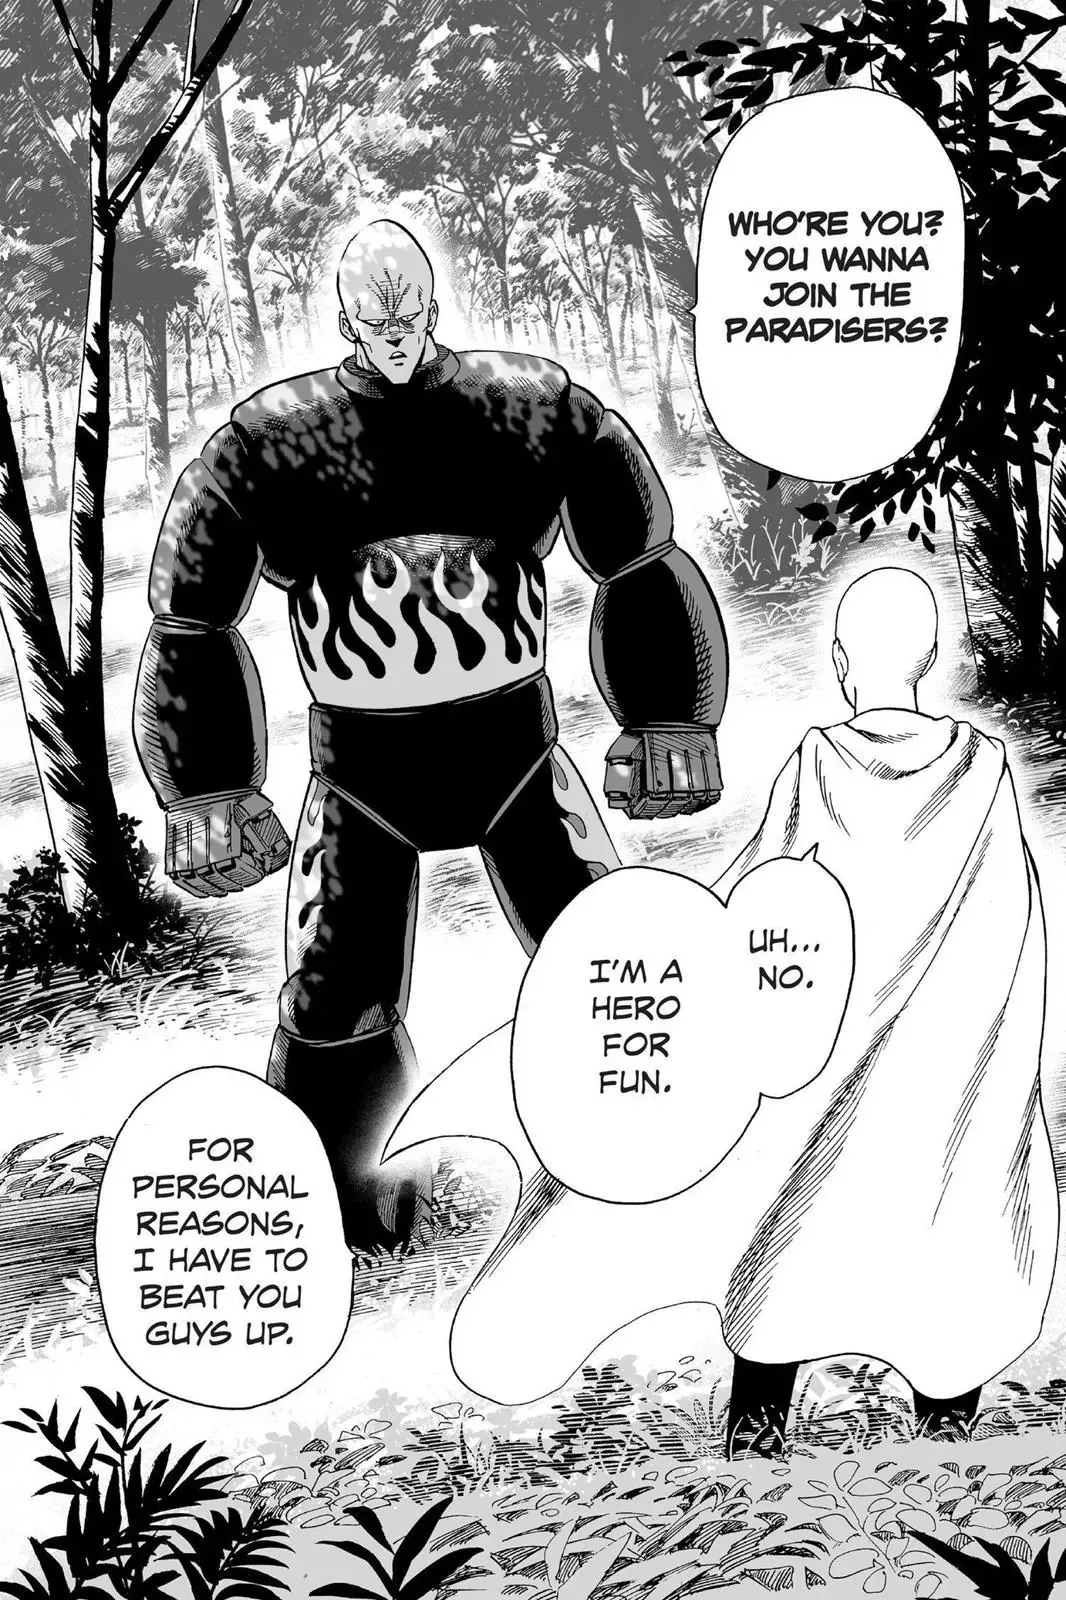 WHO'RE YOU?
YOU WANNA
JOIN THE
PARADISERS?
UH...
NO.
I'M A
HERO
FOR
FUN.
FOR
PERSONAL
REASONS,
I HAVE TO
BEAT YOU
GUYS UP.